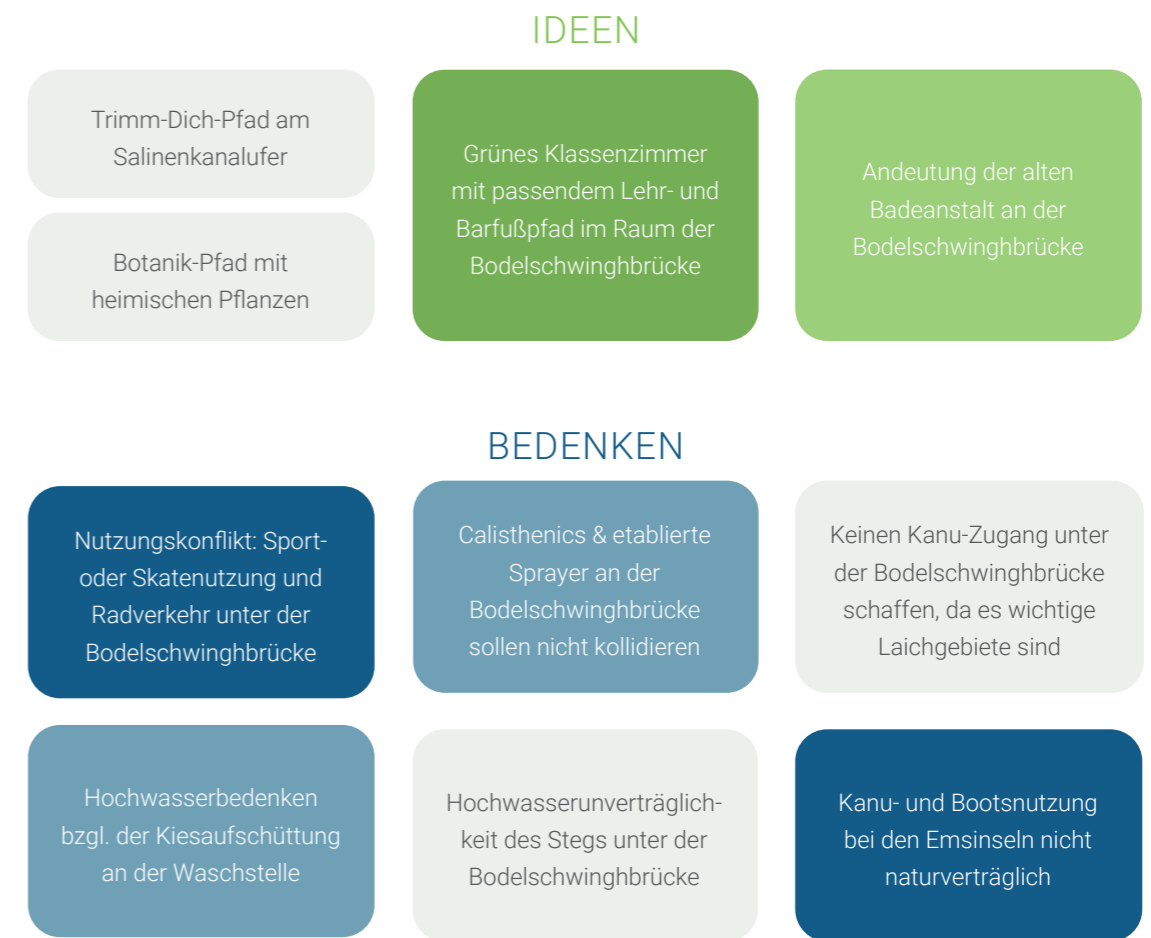 IDEEN
Trimm-Dich-Pfad am
Salinenkanalufer
Botanik-Pfad mit
heimischen Pflanzen
Grünes Klassenzimmer
mit passendem Lehr- und
Barfußpfad im Raum der
Bodelschwinghbrücke
Andeutung der alten
Badeanstalt an der
Bodelschwinghbrücke
BEDENKEN
Nutzungskonflikt: Sport-
oder Skatenutzung und
Radverkehr unter der
Bodelschwinghbrücke
Calisthenics & etablierte
Sprayer an der
Bodelschwinghbrücke
sollen nicht kollidieren
Keinen Kanu-Zugang unter
der Bodelschwinghbrücke
schaffen, da es wichtige
Laichgebiete sind
Hochwasserbedenken
bzgl. der Kiesaufschüttung
an der Waschstelle
Hochwasserunverträglich-
keit des Stegs unter der
Bodelschwinghbrücke
Kanu- und Bootsnutzung
bei den Emsinseln nicht
naturverträglich